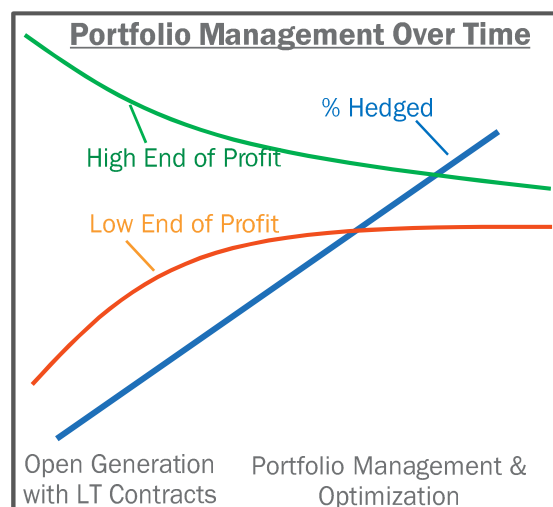 Portfolio Management Over Time
% Hedged
High End of Profit
Low End of Profit
Open Generation
with LT Contracts
Portfolio Management &
Optimization